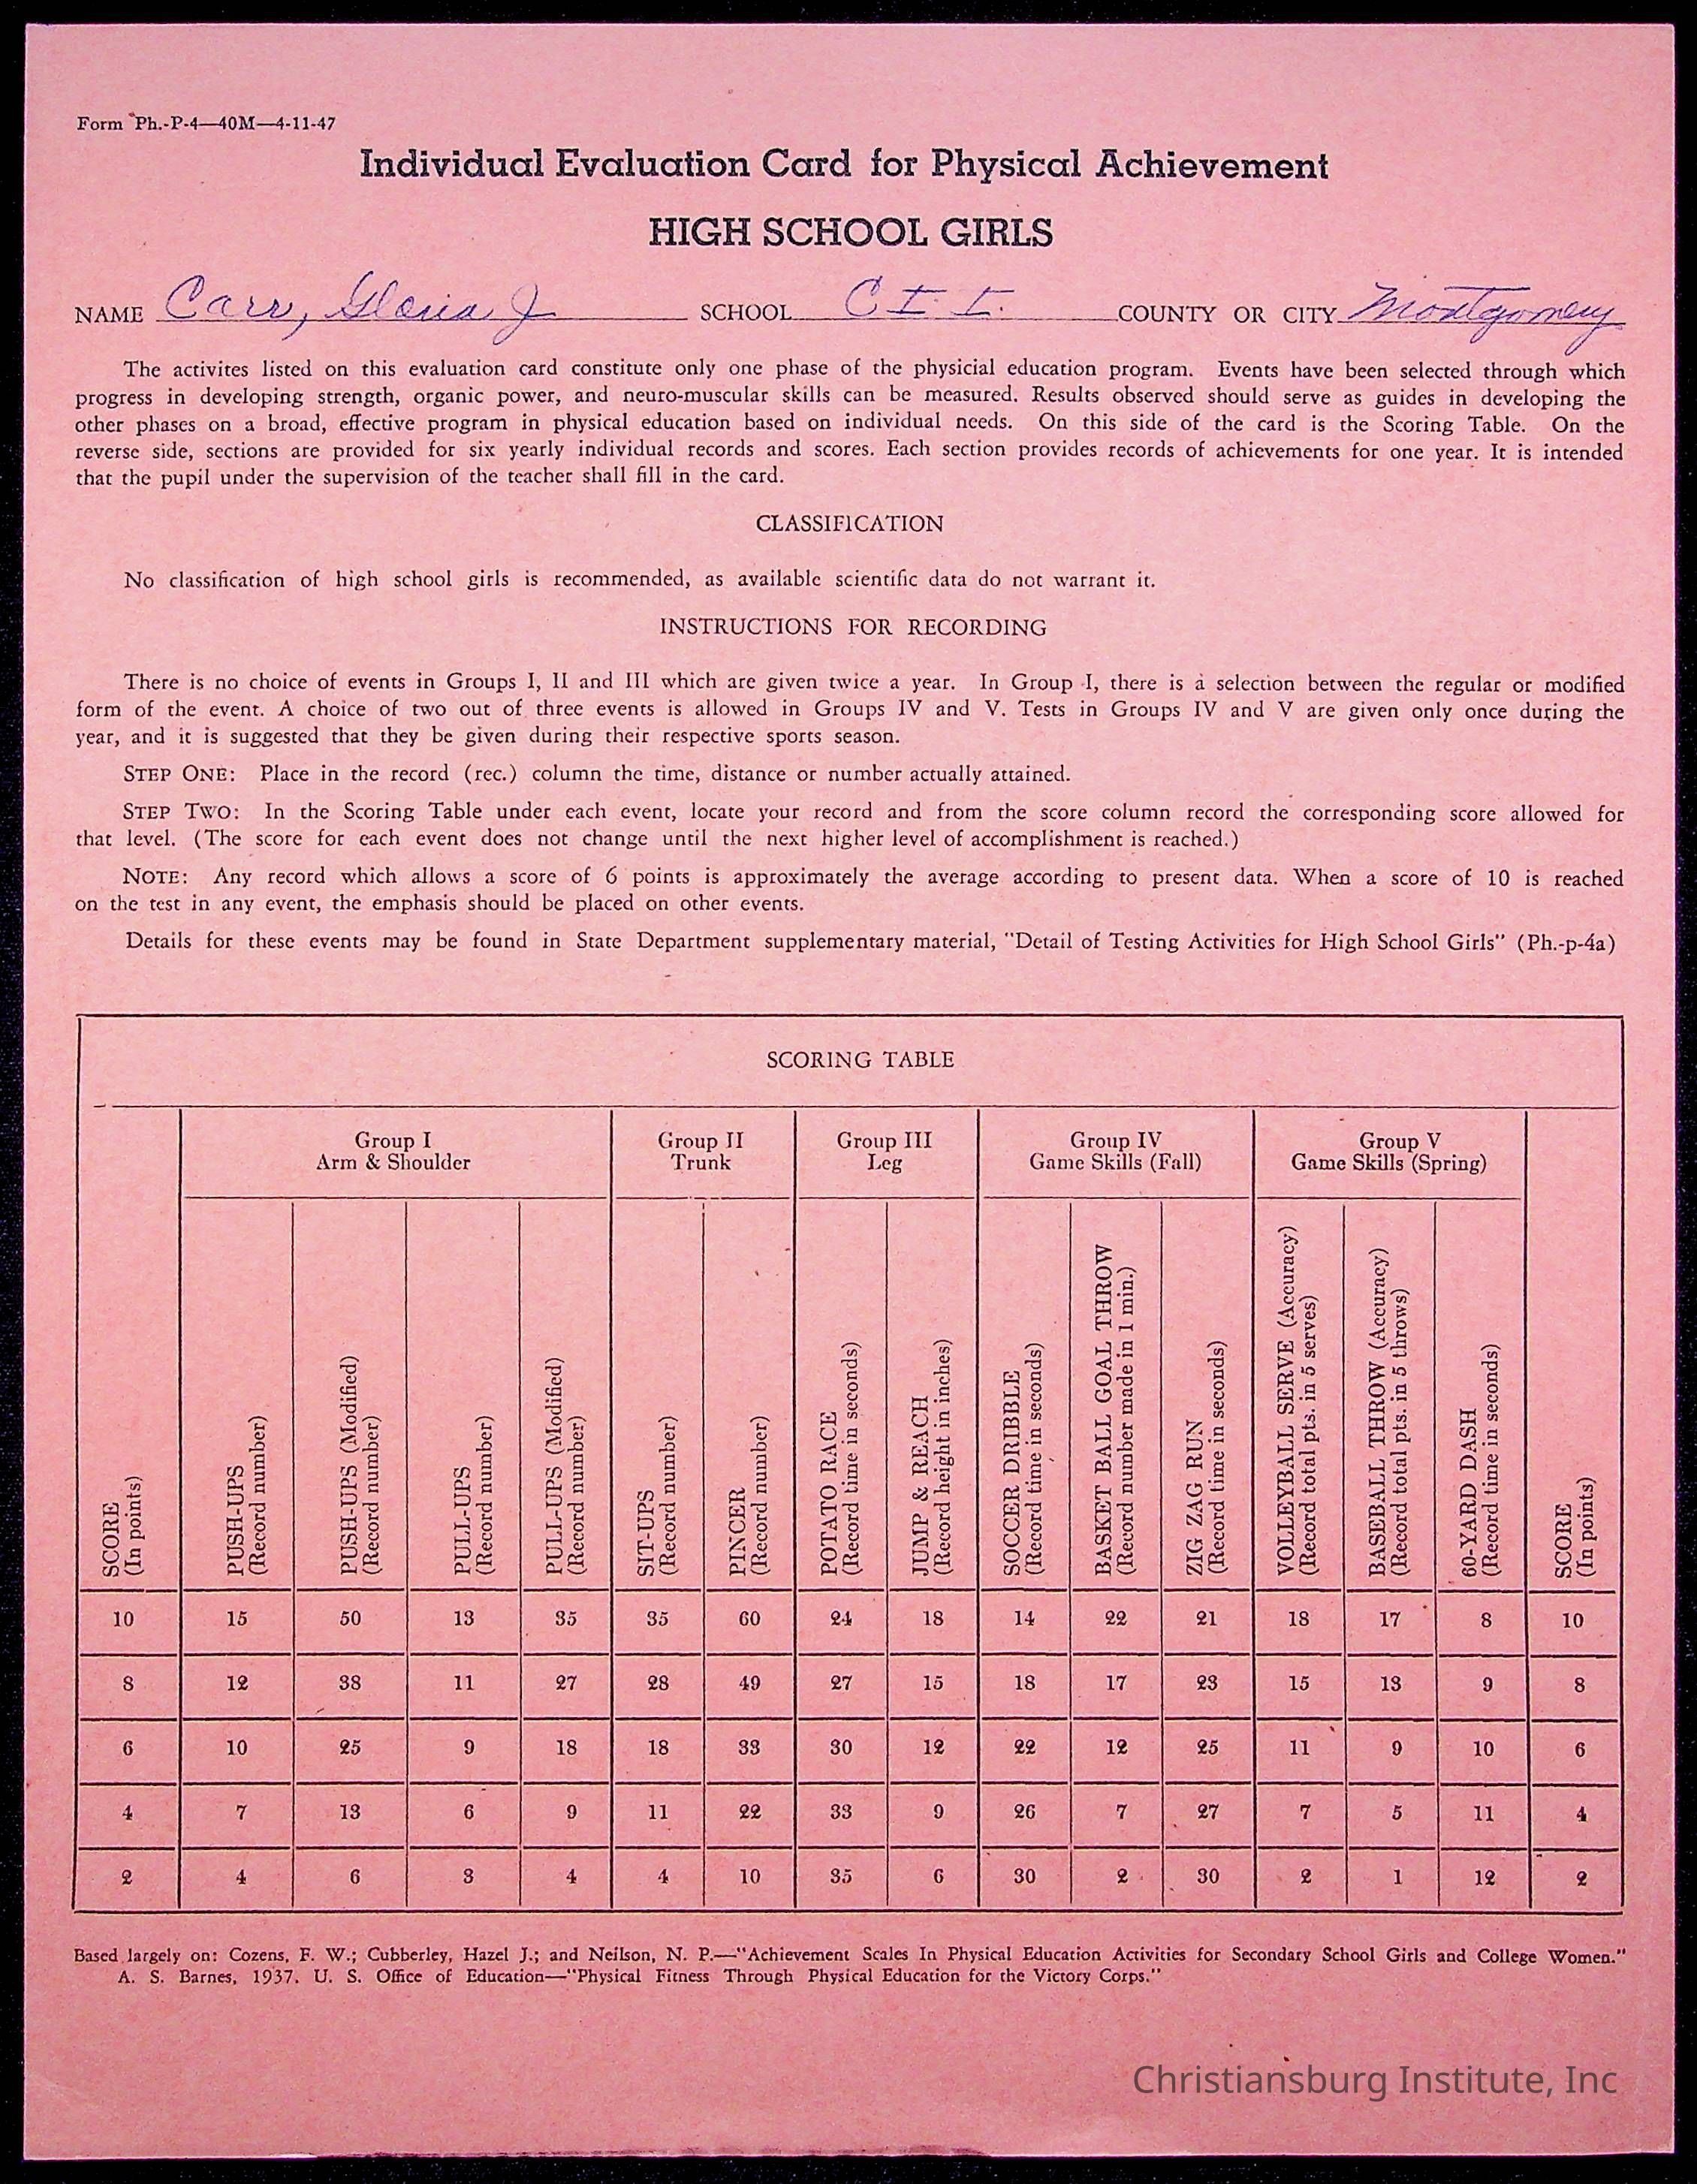 Form Ph.-P-4—40M—4-11-47
Individual Evaluation Card for Physical Achievement
HIGH SCHOOL GIRLS
NAME Carr, Gloria J SCHOOL C I I. COUNTY OR CITY Montgomery
The activites listed on this evaluation card constitute only one phase of the physicial education program. Events have been selected through which
progress in developing strength, organic power, and neuro-muscular skills can be measured. Results observed should serve as guides in developing the
other phases on a broad, effective program in physical education based on individual needs. On this side of the card is the Scoring Table. On the
reverse side, sections are provided for six yearly individual records and scores. Each section provides records of achievements for one year. It is intended
that the pupil under the supervision of the teacher shall fill in the card.
CLASSIFICATION
No classification of high school girls is recommended, as available scientific data do not warrant it.
INSTRUCTIONS FOR RECORDING
There is no choice of events in Groups I, II and III which are given twice a year. In Group I, there is a selection between the regular or modified
form of the event. A choice of two out of three events is allowed in Groups IV and V. Tests in Groups IV and V are given only once during the
year, and it is suggested that they be given during their respective sports season.
STEP ONE: Place in the record (rec.) column the time, distance or number actually attained.
STEP TWO: In the Scoring Table under each event, locate your record and from the score column record the corresponding score allowed for
that level. (The score for each event does not change until the next higher level of accomplishment is reached.)
NOTE: Any record which allows a score of 6 points is approximately the average according to present data. When a score of 10 is reached
on the test in any event, the emphasis should be placed on other events.
Details for these events may be found in State Department supplementary material, "Detail of Testing Activities for High School Girls" (Ph.-p-4a)
SCORING TABLE
Group I Group II Group III Group IV Group V
Arm & Shoulder Trunk Leg Game Skills (Fall) Game Skills (Spring)
SCORE
(In points)
PUSH-UPS
(Record number)
PUSH-UPS (Modified)
(Record number)
PULL-UPS
(Record number)
PULL-UPS (Modified)
(Record number)
SIT-UPS
(Record number)
PINCER
(Record number)
POTATO RACE
(Record time in seconds)
JUMP & REACH
(Record height in inches)
SOCCER DRIBBLE
(Record time in seconds)
BASKET BALL GOAL THROW
(Record number made in 1 min.)
ZIG ZAG RUN
(Record time in seconds)
VOLLEYBALL SERVE (Accuracy)
(Record total pts. in 5 serves)
BASEBALL THROW (Accuracy)
(Record total pts. in 5 throws)
60-YARD DASH
(Record time in seconds)
SCORE
(In points)
10 15 50 13 35 35 60 24 18 14 22 21 18 17 8 10
8 12 38 11 27 28 49 27 15 18 17 23 15 13 9 8
6 10 25 9 18 18 33 30 12 22 12 25 11 9 10 6
4 7 13 6 9 11 22 33 9 26 7 27 7 5 11 4
2 4 6 3 4 4 10 35 6 30 2 30 2 1 12 2
Based largely on: Cozens, F. W.; Cubberley, Hazel J.; and Neilson, N. P.—"Achievement Scales In Physical Education Activities for Secondary School Girls and College Women."
A. S. Barnes, 1937. U. S. Office of Education—"Physical Fitness Through Physical Education for the Victory Corps."
Christiansburg Institute, Inc